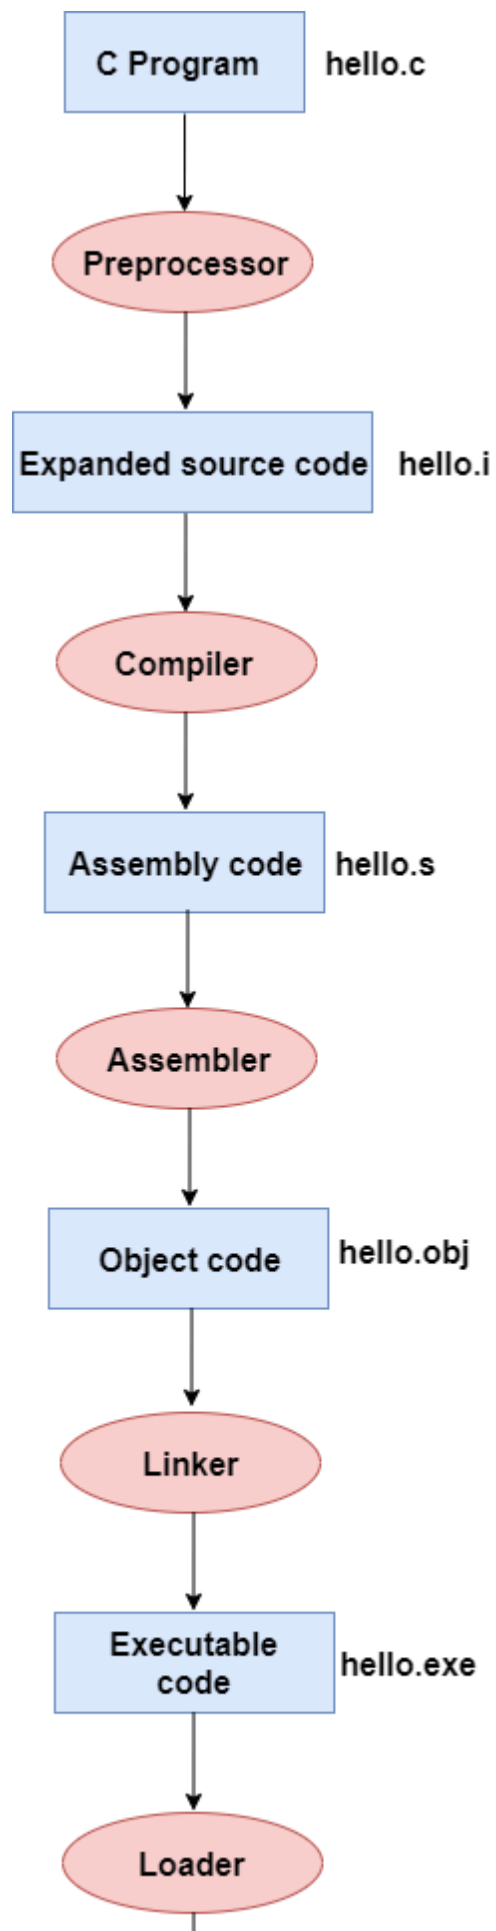 C Program hello.c
Preprocessor
Expanded source code hello.i
Compiler
Assembly code hello.s
Assembler
Object code hello.obj
Linker
Executable
code
hello.exe
Loader